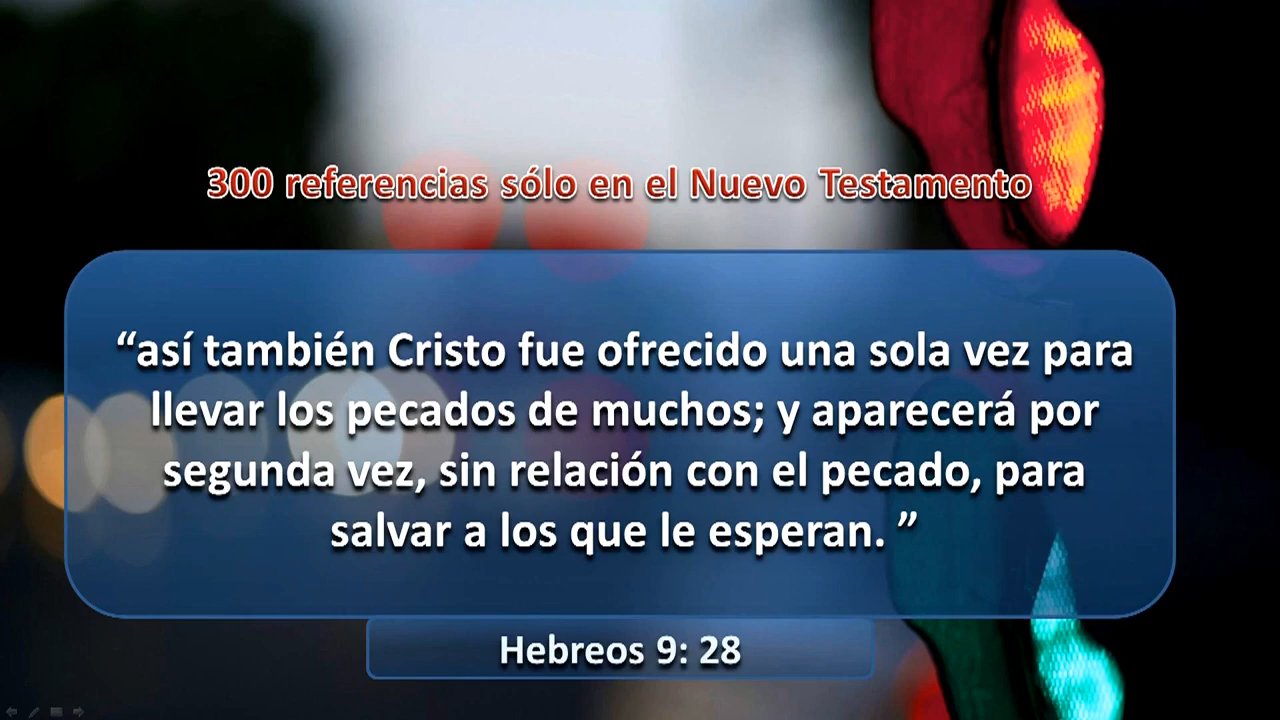 300 referencias sólo en el Nuevo Testamento
“así también Cristo fue ofrecido una sola vez para
llevar los pecados de muchos; y aparecerá por
segunda vez, sin relación con el pecado, para
salvar a los que le esperan. ”
Hebreos 9: 28